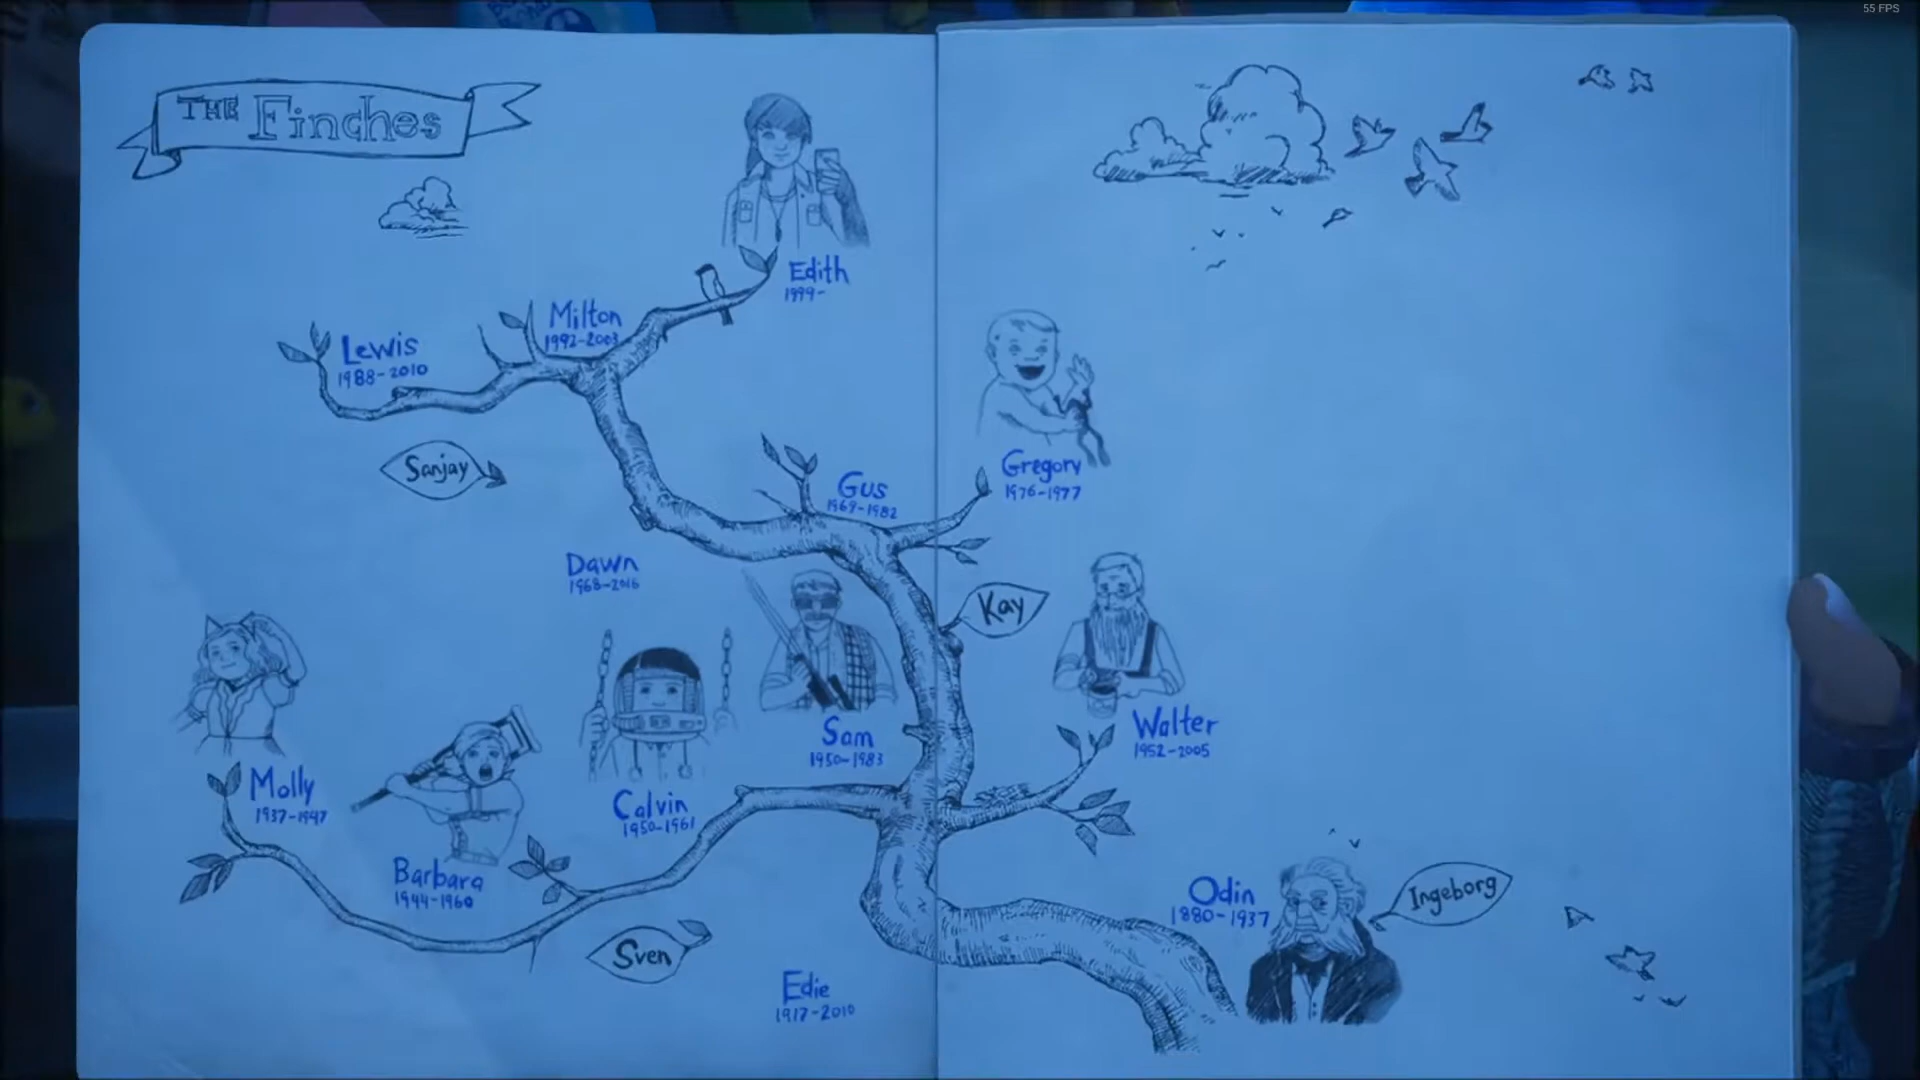 55 FPS
THE Finches
Edith
1999-
Milton
1992-2003
Lewis
1988-2010
Sanjay
Gregory
1976-1977
Gus
1969-1982
Dawn
1968-2016
Kay
Sam
1950-1983
Walter
1952-2005
Molly
1937-1947
Calvin
1950-1961
Barbara
1944-1960
Odin
1880-1937
Ingeborg
Sven
Edie
1917-2010